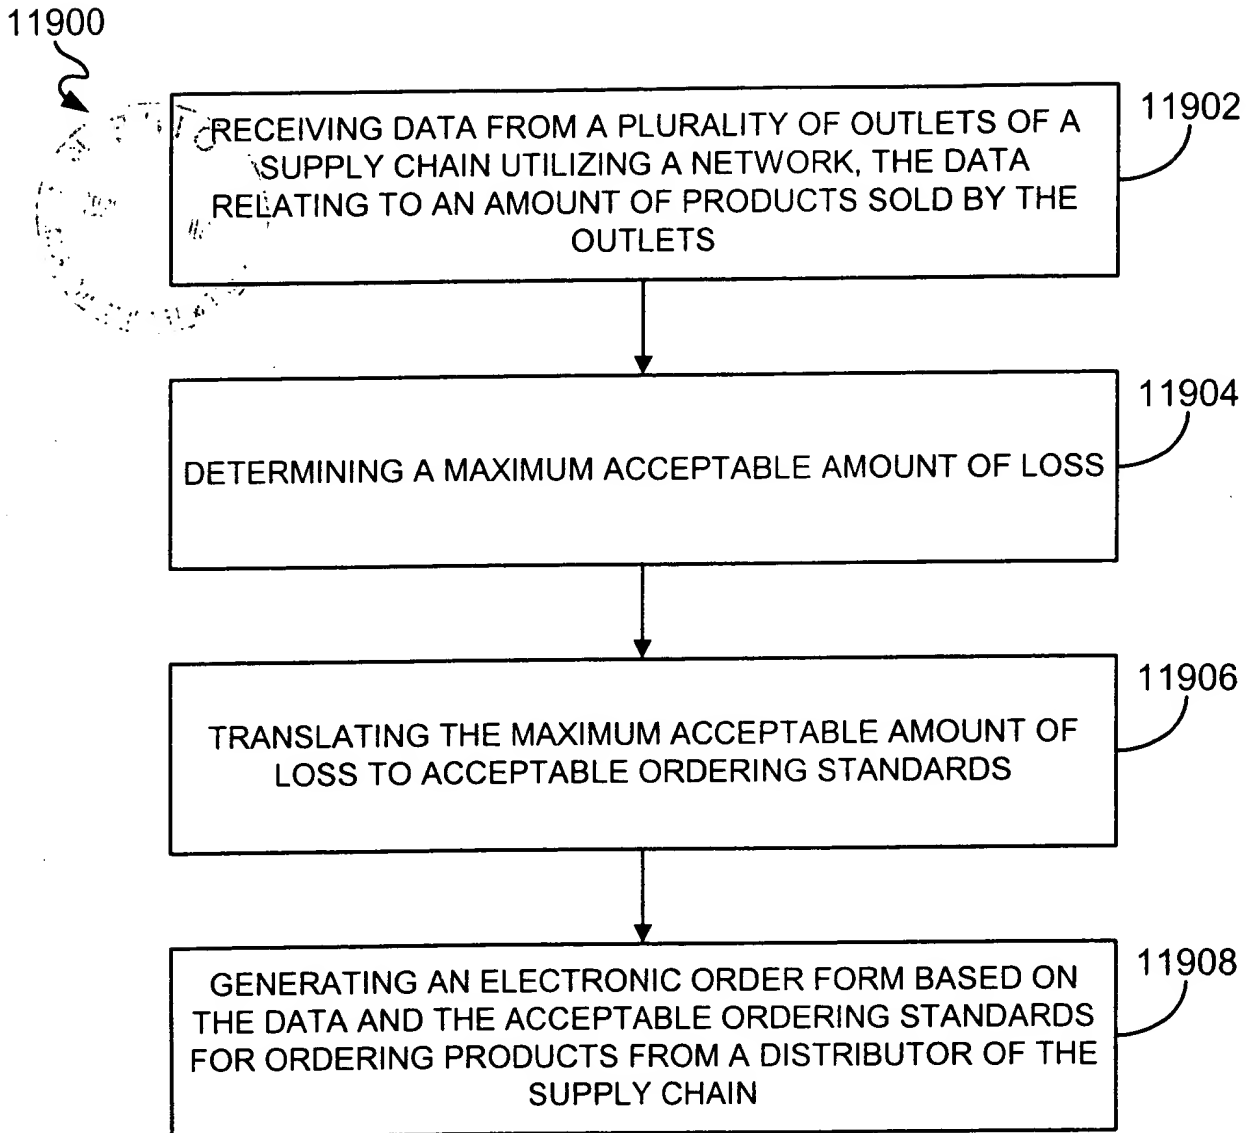 11900
11902
RECEIVING DATA FROM A PLURALITY OF OUTLETS OF A
SUPPLY CHAIN UTILIZING A NETWORK, THE DATA
RELATING TO AN AMOUNT OF PRODUCTS SOLD BY THE
OUTLETS
11904
DETERMINING A MAXIMUM ACCEPTABLE AMOUNT OF LOSS
11906
TRANSLATING THE MAXIMUM ACCEPTABLE AMOUNT OF
LOSS TO ACCEPTABLE ORDERING STANDARDS
11908
GENERATING AN ELECTRONIC ORDER FORM BASED ON
THE DATA AND THE ACCEPTABLE ORDERING STANDARDS
FOR ORDERING PRODUCTS FROM A DISTRIBUTOR OF THE
SUPPLY CHAIN